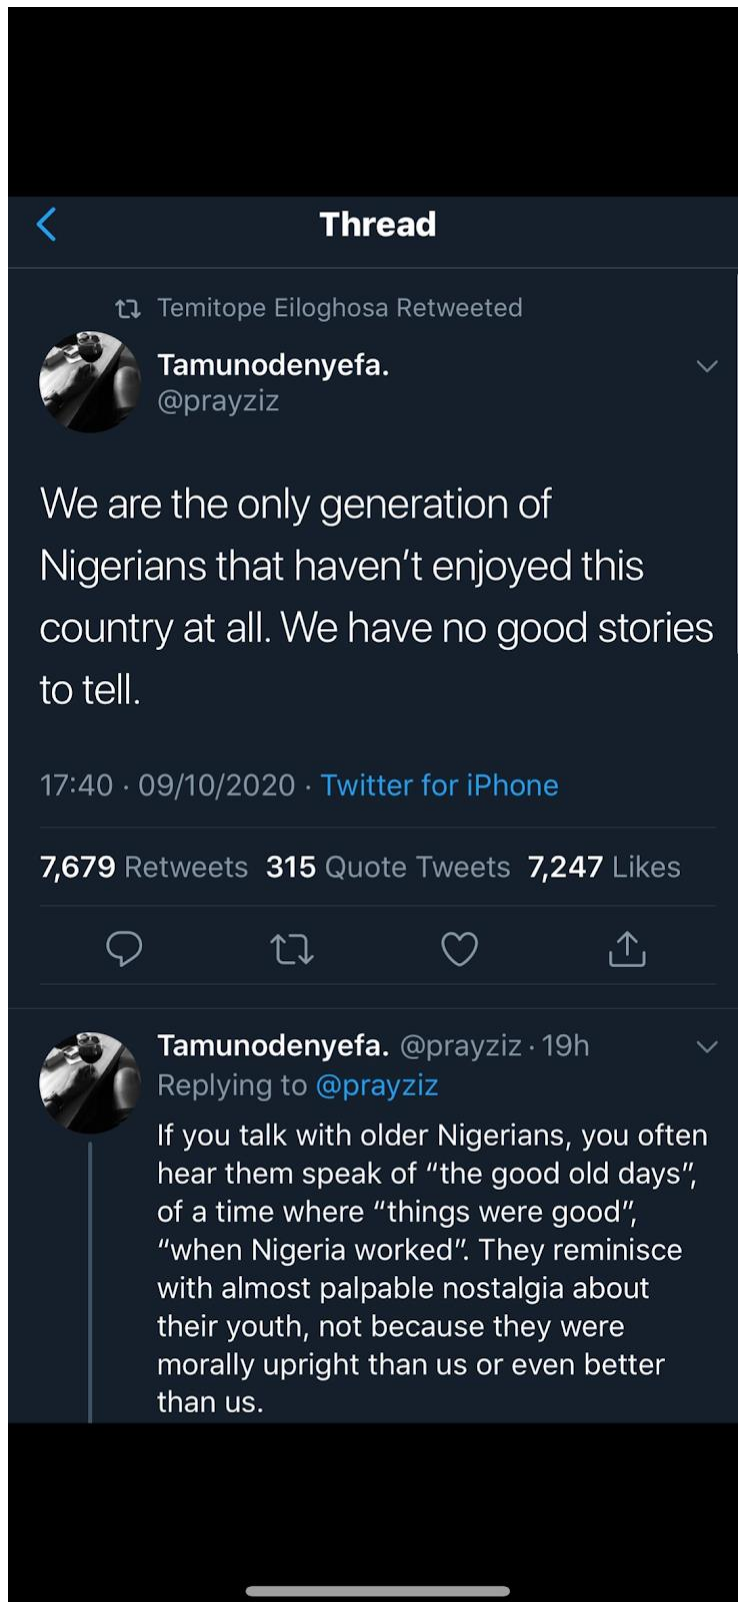 Thread
Temitope Eiloghosa Retweeted
Tamunodenyefa.
@prayziz
We are the only generation of
Nigerians that haven’t enjoyed this
country at all. We have no good stories
to tell.
17:40 · 09/10/2020 · Twitter for iPhone
7,679 Retweets 315 Quote Tweets 7,247 Likes
Tamunodenyefa. @prayziz · 19h
Replying to @prayziz
If you talk with older Nigerians, you often
hear them speak of “the good old days”,
of a time where “things were good”,
“when Nigeria worked”. They reminisce
with almost palpable nostalgia about
their youth, not because they were
morally upright than us or even better
than us.